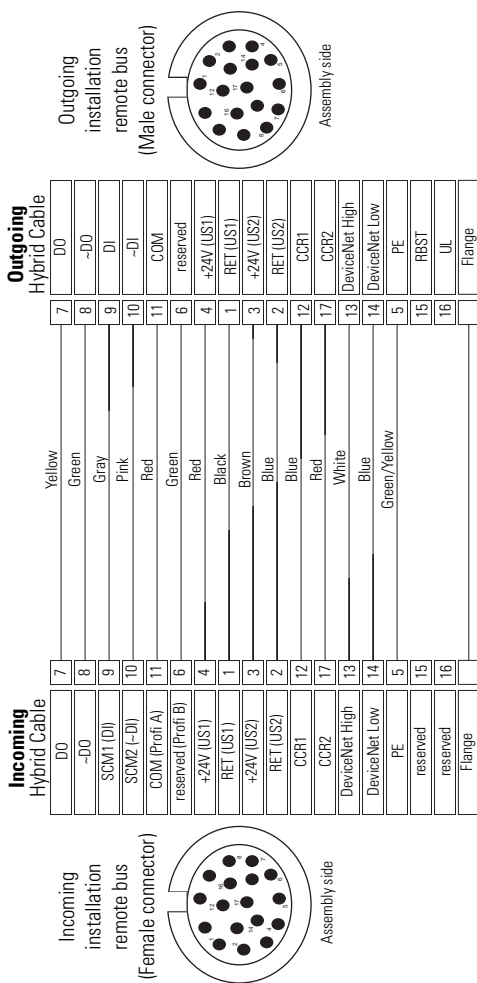 Incoming
installation
remote bus
(Female connector)
Assembly side
Incoming
Hybrid Cable
DO 7
~DO 8
SCM1 (DI) 9
SCM2 (~DI) 10
COM (Profi A) 11
reserved (Profi B) 6
+24V (US1) 4
RET (US1) 1
+24V (US2) 3
RET (US2) 2
CCR1 12
CCR2 17
DeviceNet High 13
DeviceNet Low 14
PE 5
reserved 15
reserved 16
Flange
Yellow
Green
Gray
Pink
Red
Green
Red
Black
Brown
Blue
Blue
Red
White
Blue
Green/Yellow
Outgoing
Hybrid Cable
7 DO
8 ~DO
9 DI
10 ~DI
11 COM
6 reserved
4 +24V (US1)
1 RET (US1)
3 +24V (US2)
2 RET (US2)
12 CCR1
17 CCR2
13 DeviceNet High
14 DeviceNet Low
5 PE
15 RBST
16 UL
Flange
Outgoing
installation
remote bus
(Male connector)
Assembly side